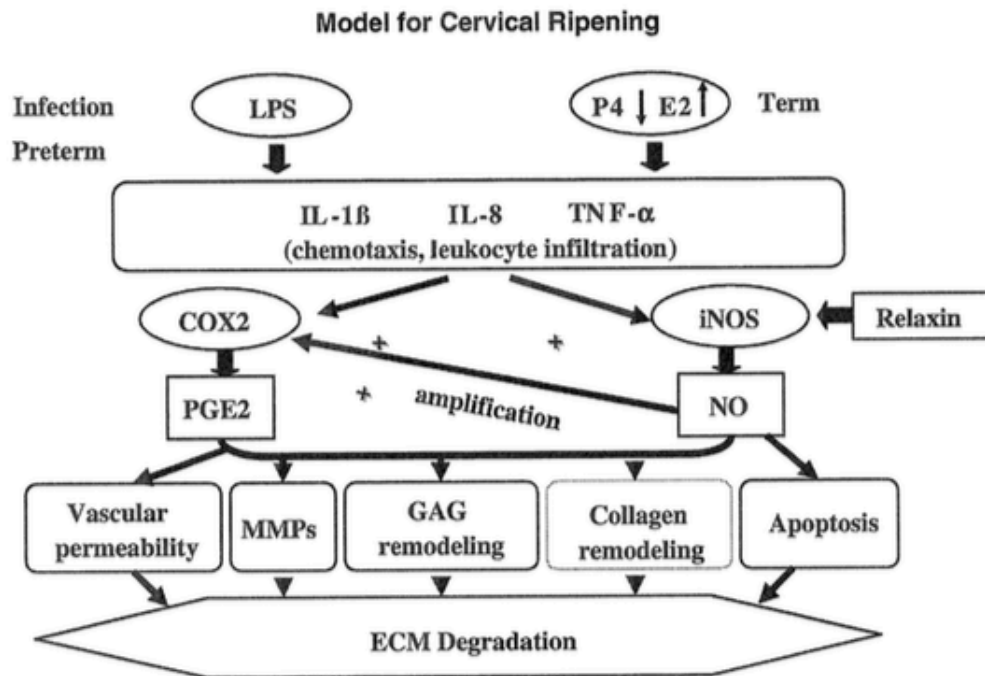 Model for Cervical Ripening
Infection
Preterm
LPS
P4 ↓ E2 ↑
Term
IL-1ß IL-8 TNF-α
(chemotaxis, leukocyte infiltration)
COX2
iNOS
Relaxin
+ +
+ amplification
PGE2
NO
Vascular
permeability
MMPs
GAG
remodeling
Collagen
remodeling
Apoptosis
ECM Degradation